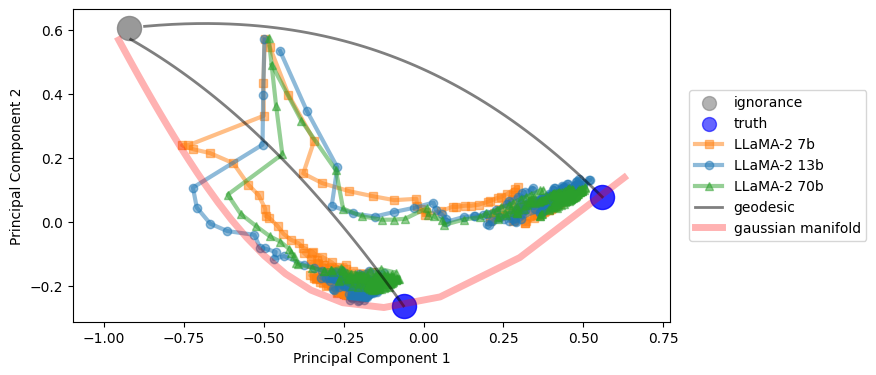 Principal Component 2
0.6
0.4
0.2
0.0
−0.2
−1.00 −0.75 −0.50 −0.25 0.00 0.25 0.50 0.75
Principal Component 1
ignorance
truth
LLaMA-2 7b
LLaMA-2 13b
LLaMA-2 70b
geodesic
gaussian manifold